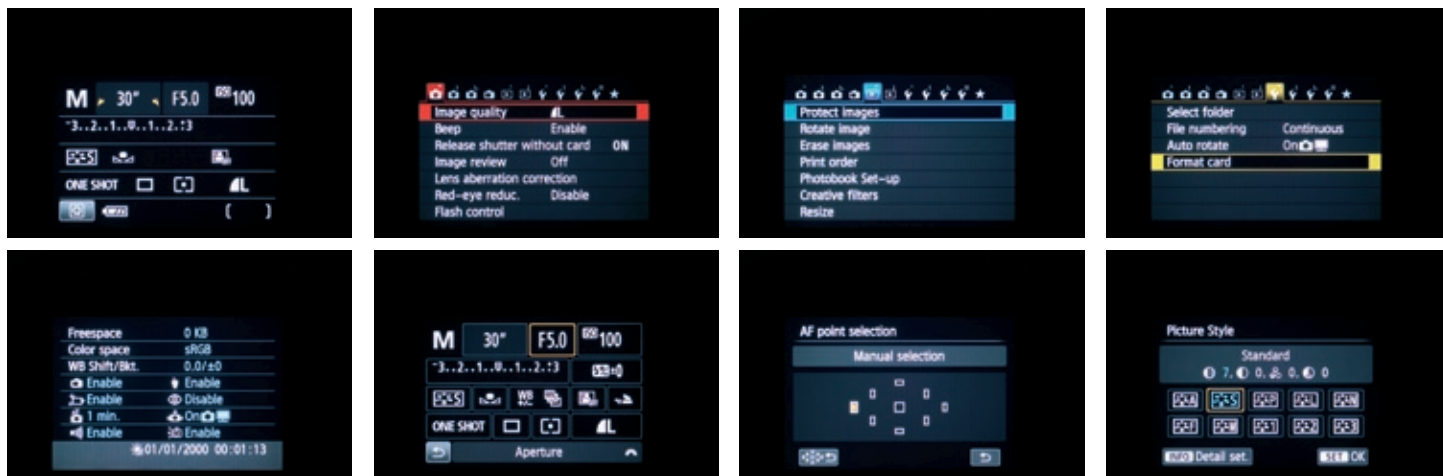 M 30" F5.0 ISO 100
-3..2..1..0..1..2.:3
ONE SHOT L
[ ]
Image quality L
Beep Enable
Release shutter without card ON
Image review Off
Lens aberration correction
Red-eye reduc. Disable
Flash control
Protect images
Rotate image
Erase images
Print order
Photobook Set-up
Creative filters
Resize
Select folder
File numbering Continuous
Auto rotate On
Format card
Freespace 0 KB
Color space sRGB
WB Shift/Bkt. 0,0/±0
Enable Enable
Enable Disable
1 min. On
Enable Enable
01/01/2000 00:01:13
M 30" F5.0 ISO 100
-3..2..1..0..1..2.:3
WB
ONE SHOT L
Aperture
AF point selection
Manual selection
Picture Style
Standard
7, 0, 0, 0
INFO Detail set. SET OK